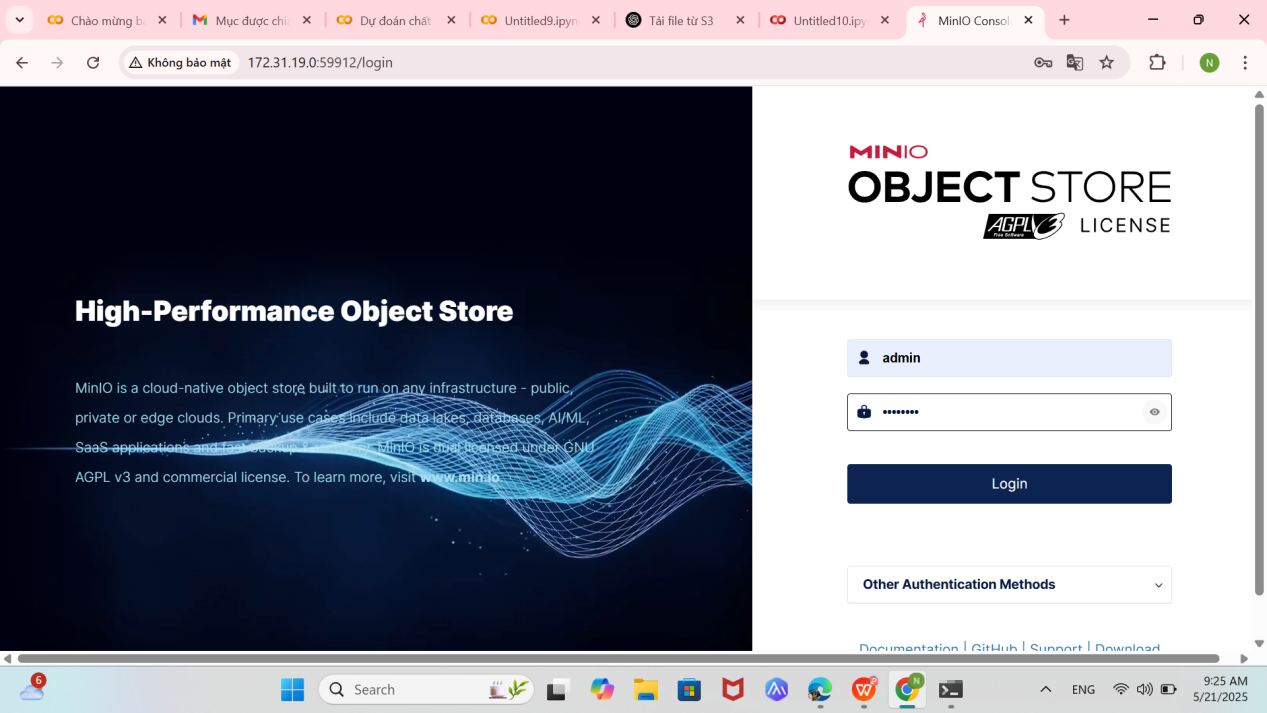 Chào mừng b
Mục được chia
Dự đoán chất
Untitled9.ipyn
Tải file từ S3
Untitled10.ipy
MinIO Consol
Không bảo mật
172.31.19.0:59912/login
N
MINIO
OBJECT STORE
AGPL v3 LICENSE
Free Software
High-Performance Object Store
MinIO is a cloud-native object store built to run on any infrastructure - public,
private or edge clouds. Primary use cases include data lakes, databases, AI/ML,
SaaS applications and fast backup & recovery. MinIO is dual licensed under GNU
AGPL v3 and commercial license. To learn more, visit www.min.io.
admin
••••••••
Login
Other Authentication Methods
Documentation | GitHub | Support | Download
6
Search
N
ENG
9:25 AM
5/21/2025